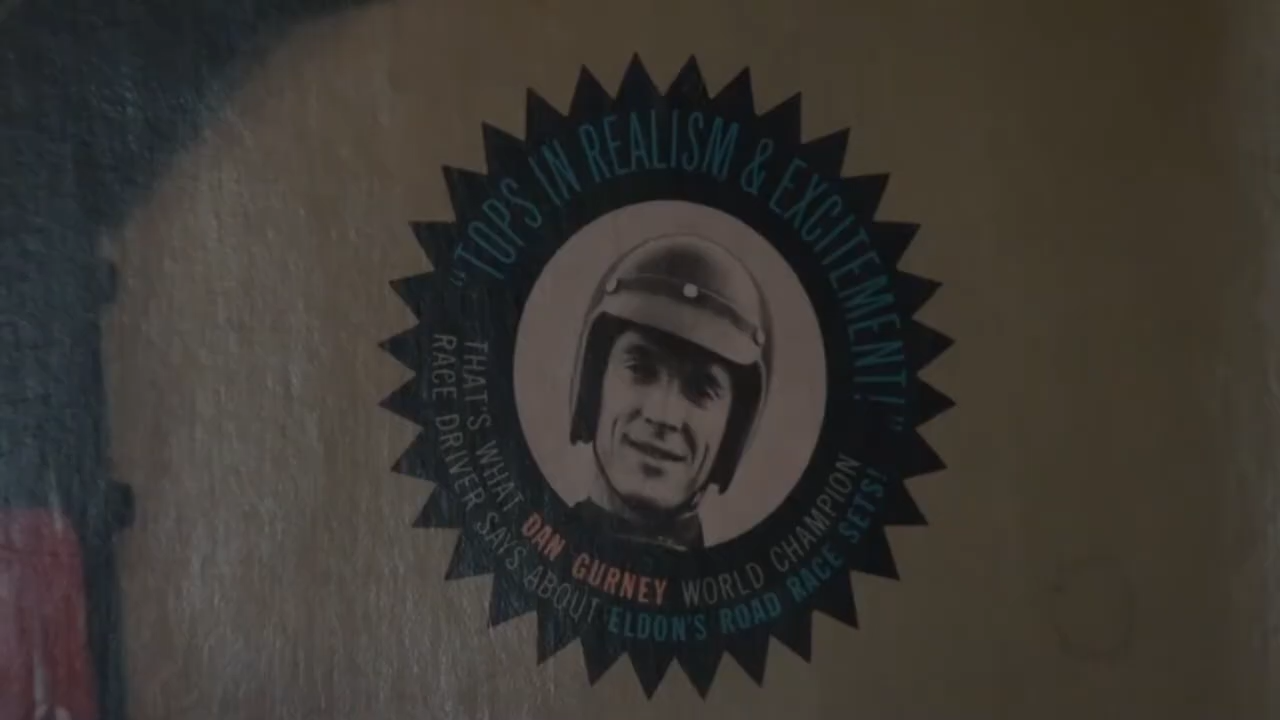 "TOPS IN REALISM & EXCITEMENT!"
THAT'S WHAT DAN GURNEY WORLD CHAMPION
RACE DRIVER SAYS ABOUT ELDON'S ROAD RACE SETS!